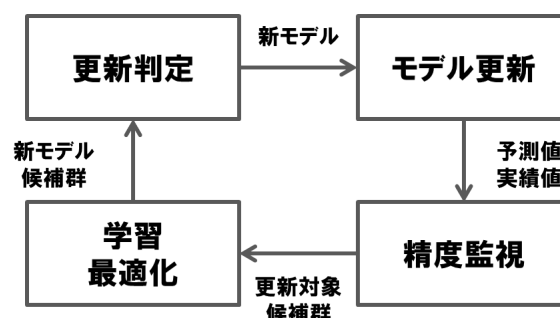 新モデル
更新判定
モデル更新
新モデル
候補群
予測値
実績値
学習
最適化
精度監視
更新対象
候補群